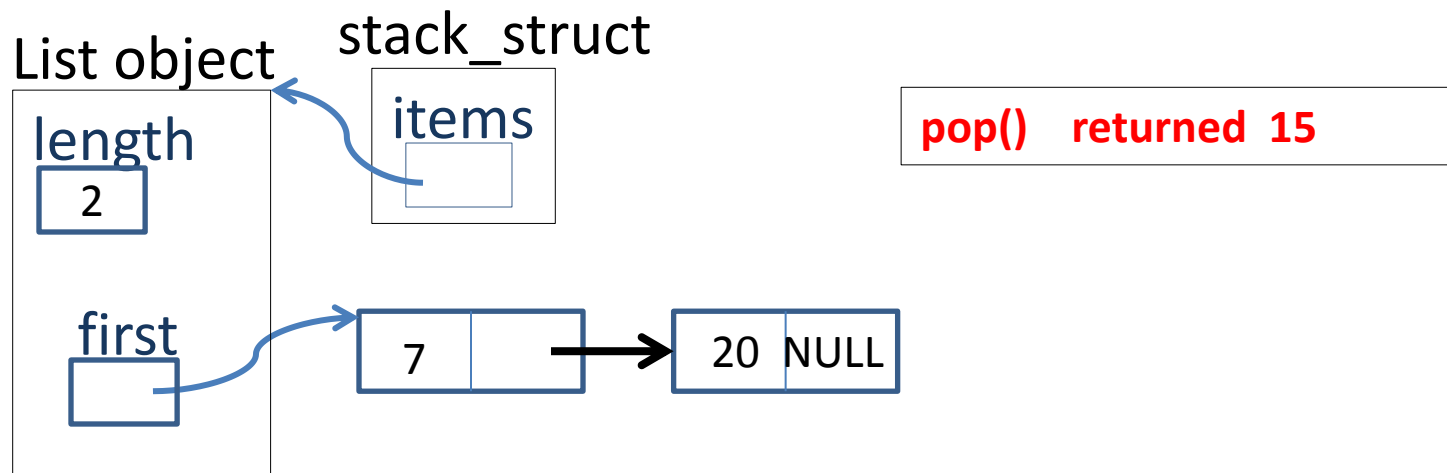 stack_struct
List object
items
length
2
pop() returned 15
first
7
20 NULL